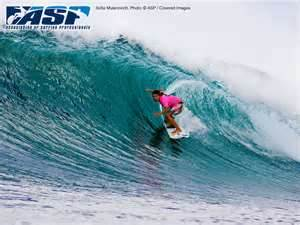 ASP
ASSOCIATION OF SURFING PROFESSIONALS
Sofia Mulanovich. Photo © ASP / Covered Images